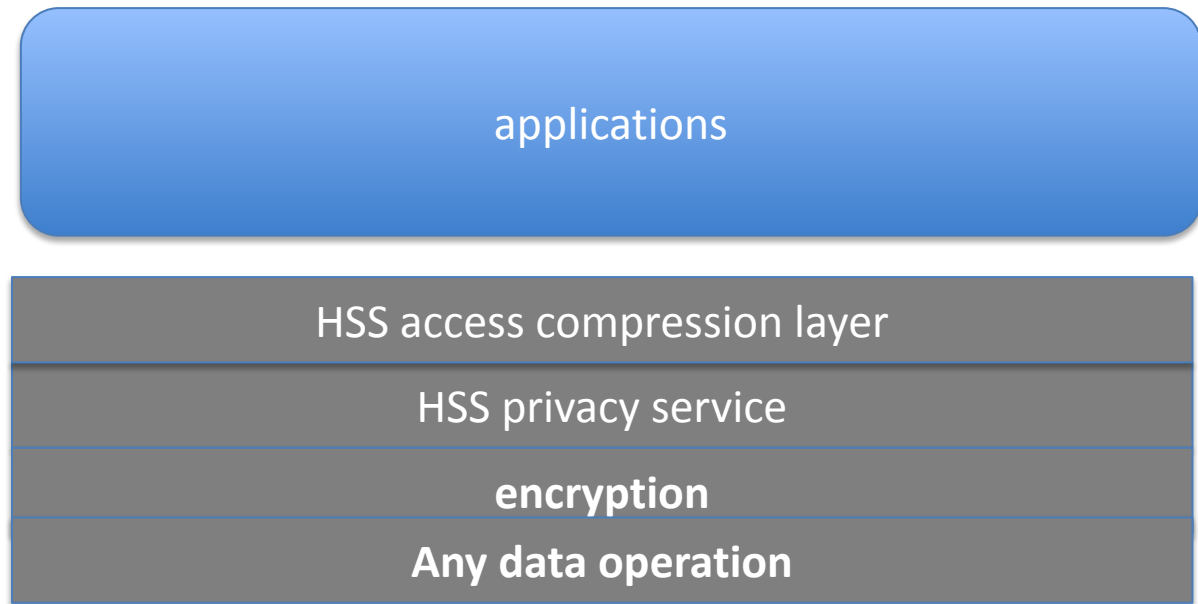 applications
HSS access compression layer
HSS privacy service
encryption
Any data operation